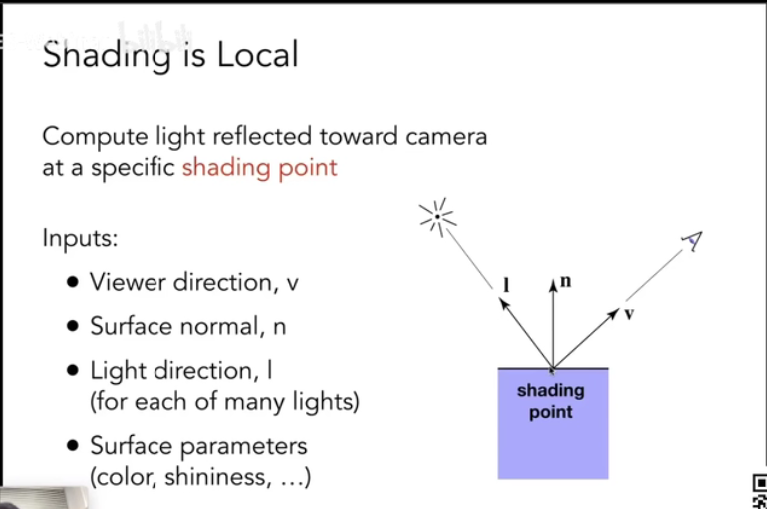 bilibili
Shading is Local
Compute light reflected toward camera
at a specific shading point
Inputs:
● Viewer direction, v
● Surface normal, n
● Light direction, l
(for each of many lights)
● Surface parameters
(color, shininess, …)
l
n
v
shading
point